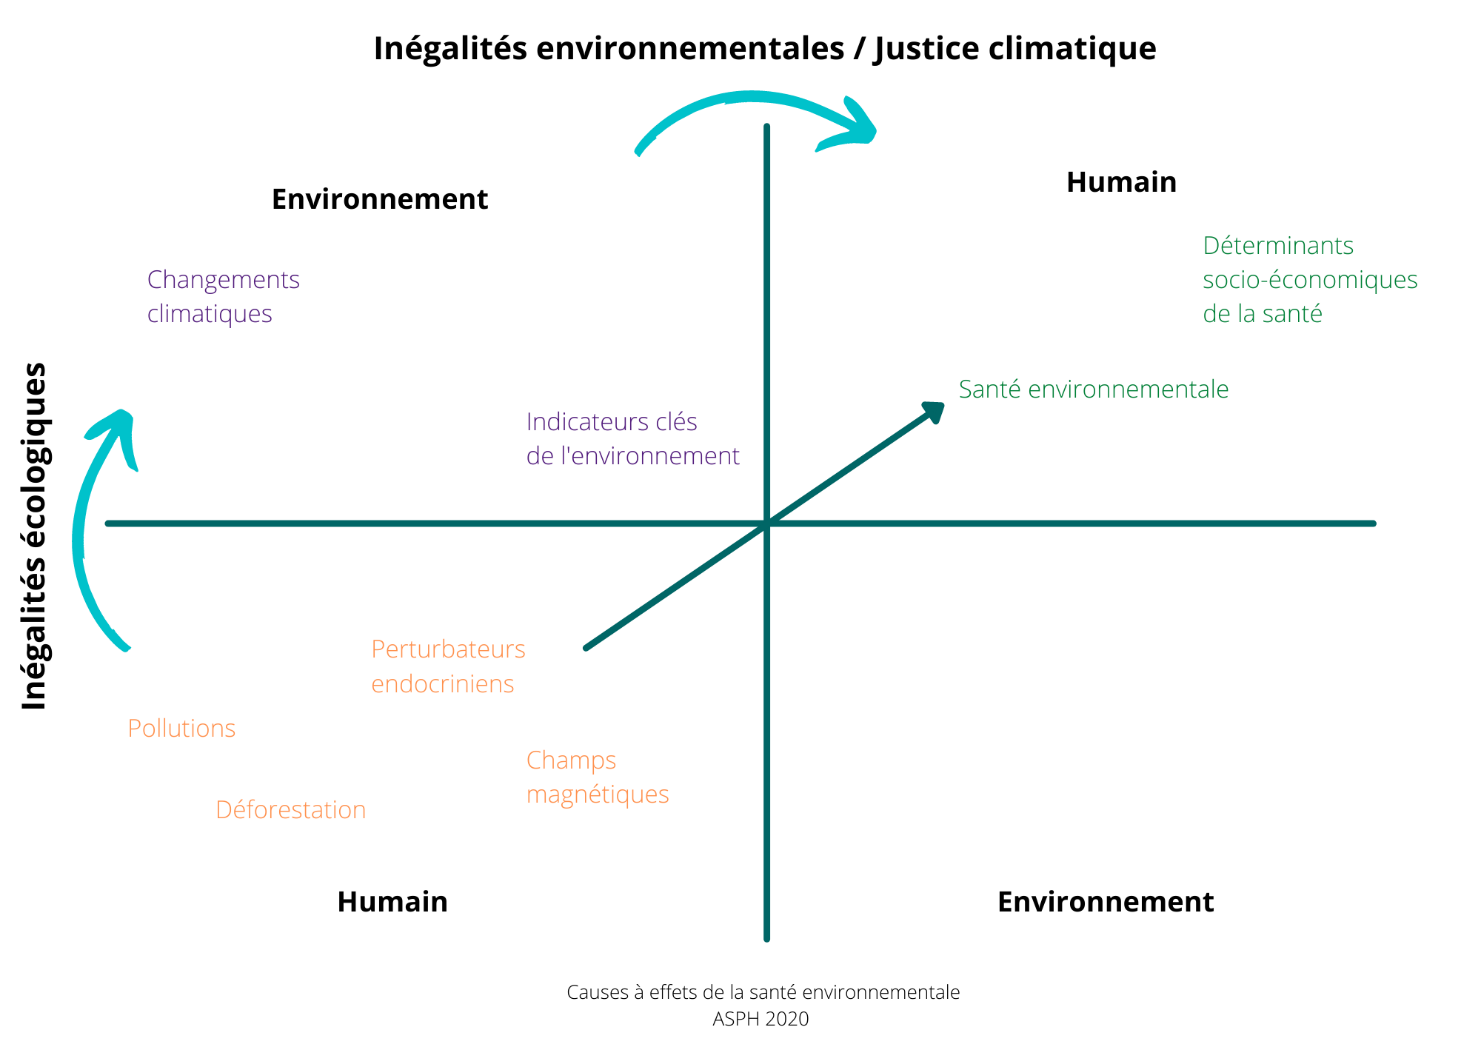 Inégalités environnementales / Justice climatique
Environnement
Humain
Changements
climatiques
Déterminants
socio-économiques
de la santé
Indicateurs clés
de l'environnement
Santé environnementale
Inégalités écologiques
Perturbateurs
endocriniens
Pollutions
Champs
magnétiques
Déforestation
Humain
Environnement
Causes à effets de la santé environnementale
ASPH 2020